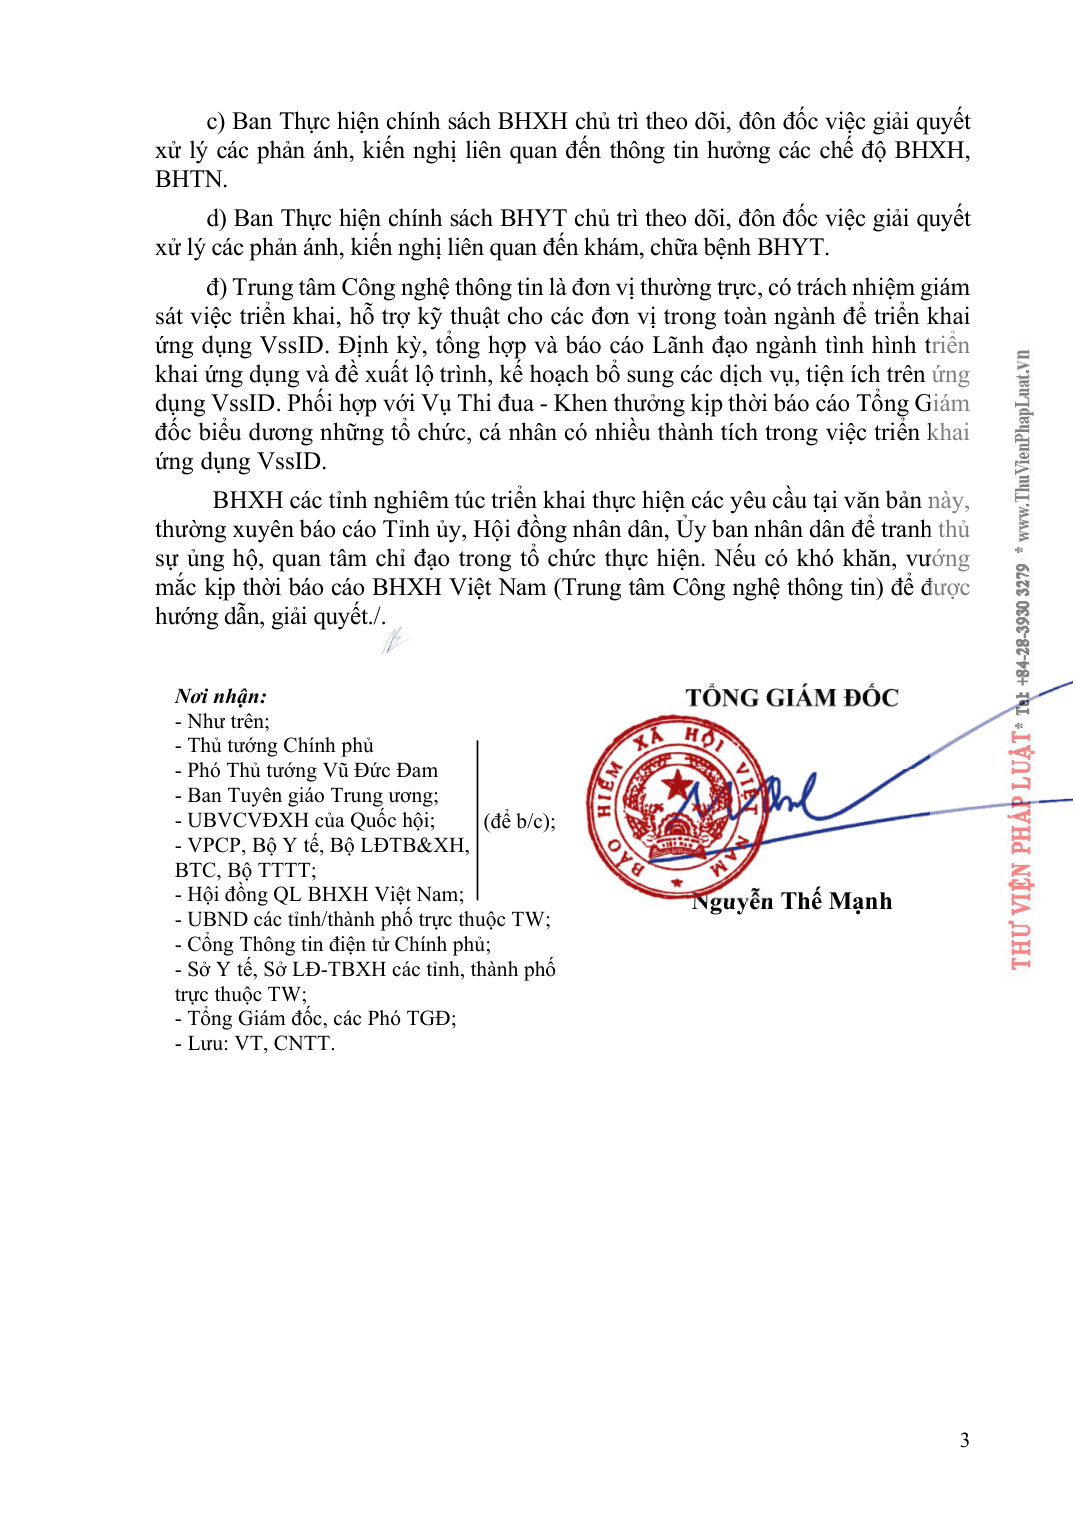 c) Ban Thực hiện chính sách BHXH chủ trì theo dõi, đôn đốc việc giải quyết
xử lý các phản ánh, kiến nghị liên quan đến thông tin hưởng các chế độ BHXH,
BHTN.
d) Ban Thực hiện chính sách BHYT chủ trì theo dõi, đôn đốc việc giải quyết
xử lý các phản ánh, kiến nghị liên quan đến khám, chữa bệnh BHYT.
đ) Trung tâm Công nghệ thông tin là đơn vị thường trực, có trách nhiệm giám
sát việc triển khai, hỗ trợ kỹ thuật cho các đơn vị trong toàn ngành để triển khai
ứng dụng VssID. Định kỳ, tổng hợp và báo cáo Lãnh đạo ngành tình hình triển
khai ứng dụng và đề xuất lộ trình, kế hoạch bổ sung các dịch vụ, tiện ích trên ứng
dụng VssID. Phối hợp với Vụ Thi đua - Khen thưởng kịp thời báo cáo Tổng Giám
đốc biểu dương những tổ chức, cá nhân có nhiều thành tích trong việc triển khai
ứng dụng VssID.
BHXH các tỉnh nghiêm túc triển khai thực hiện các yêu cầu tại văn bản này,
thường xuyên báo cáo Tỉnh ủy, Hội đồng nhân dân, Ủy ban nhân dân để tranh thủ
sự ủng hộ, quan tâm chỉ đạo trong tổ chức thực hiện. Nếu có khó khăn, vướng
mắc kịp thời báo cáo BHXH Việt Nam (Trung tâm Công nghệ thông tin) để được
hướng dẫn, giải quyết./.
Nơi nhận:
- Như trên;
- Thủ tướng Chính phủ
- Phó Thủ tướng Vũ Đức Đam
- Ban Tuyên giáo Trung ương;
- UBVCVĐXH của Quốc hội;
(để b/c);
- VPCP, Bộ Y tế, Bộ LĐTB&XH,
BTC, Bộ TTTT;
- Hội đồng QL BHXH Việt Nam;
- UBND các tỉnh/thành phố trực thuộc TW;
- Cổng Thông tin điện tử Chính phủ;
- Sở Y tế, Sở LĐ-TBXH các tỉnh, thành phố
trực thuộc TW;
- Tổng Giám đốc, các Phó TGĐ;
- Lưu: VT, CNTT.
TỔNG GIÁM ĐỐC
BẢO HIỂM XÃ HỘI VIỆT NAM
VIỆT NAM
Nguyễn Thế Mạnh
THƯ VIỆN PHÁP LUẬT * Tel: +84-28-3930 3279 * www.ThuVienPhapLuat.vn
3